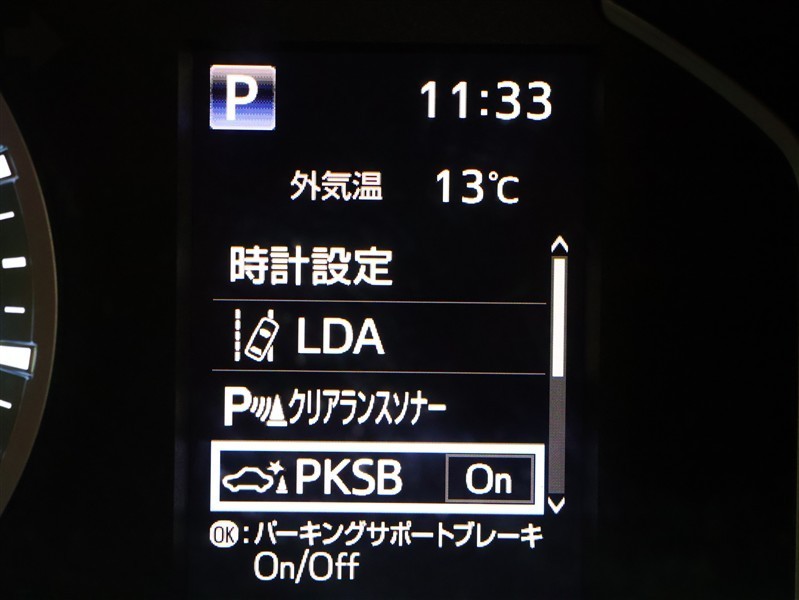 P 11:33
外気温 13℃
時計設定
LDA
Pクリアランスソナー
PKSB On
OK:パーキングサポートブレーキ
On/Off